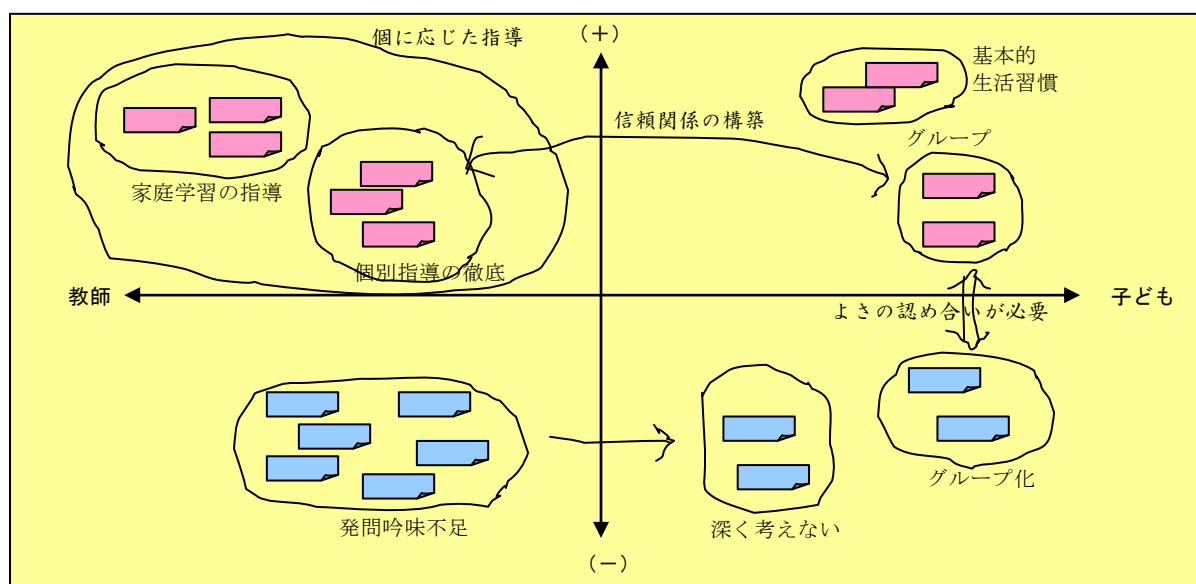 個に応じた指導
（＋）
基本的
生活習慣
信頼関係の構築
グループ
家庭学習の指導
個別指導の徹底
教師
子ども
よさの認め合いが必要
グループ化
発問吟味不足
深く考えない
（－）